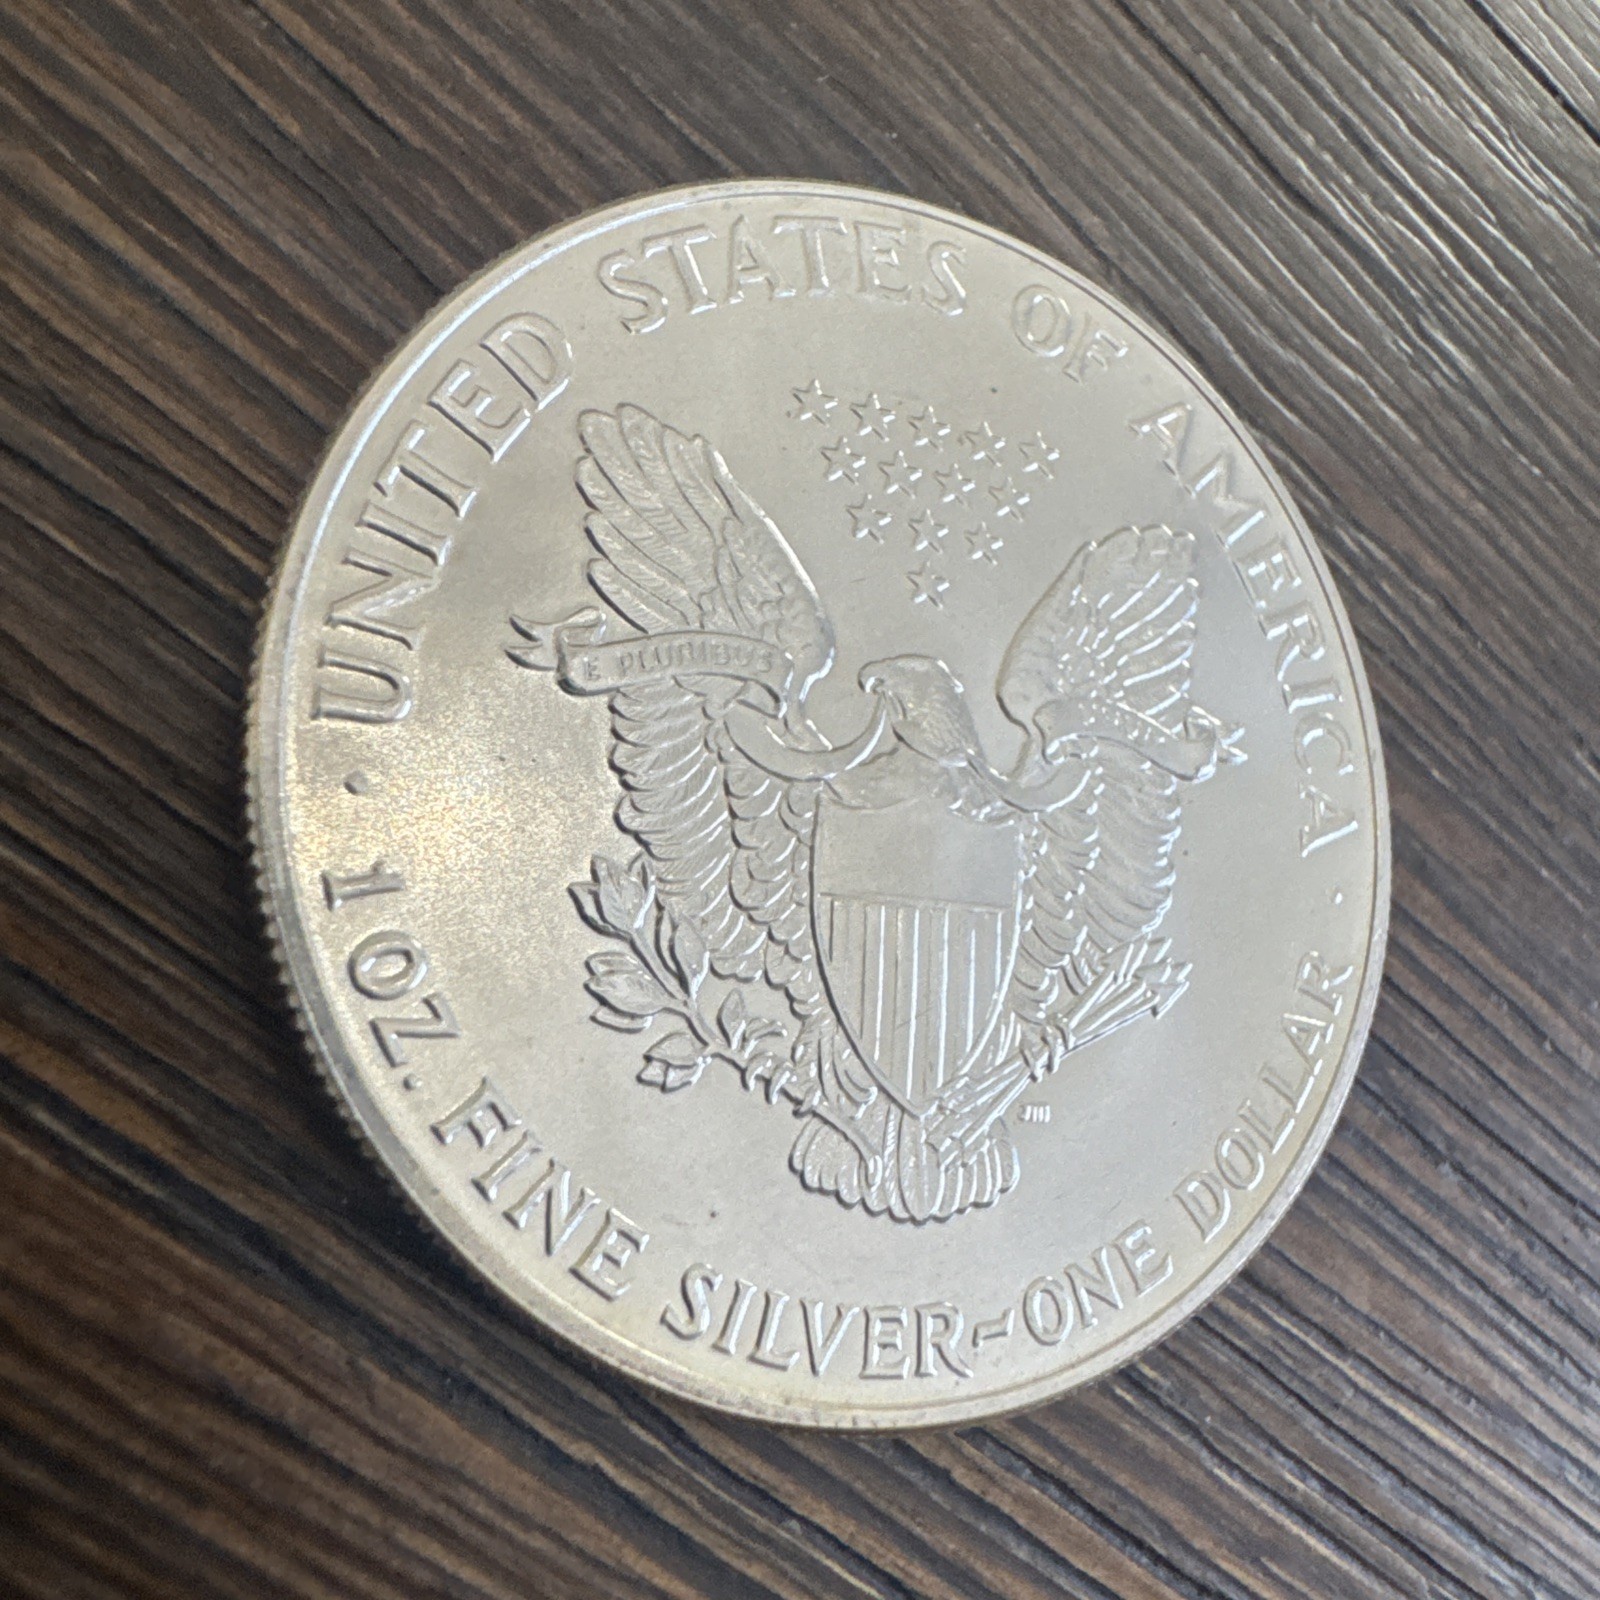 UNITED STATES OF AMERICA
E PLURIBUS
1 OZ. FINE SILVER~ONE DOLLAR